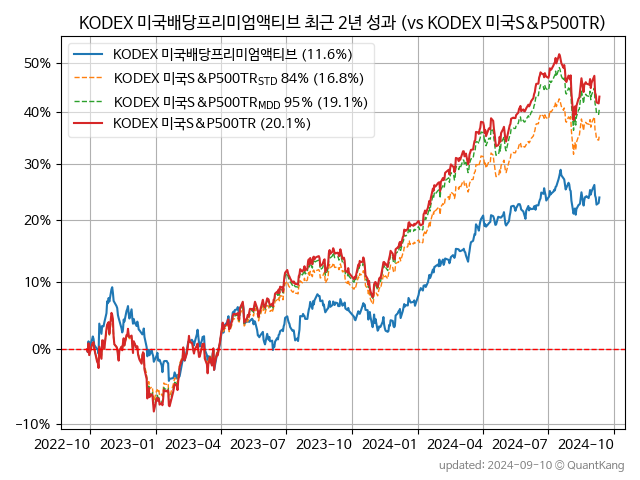 KODEX 미국배당프리미엄액티브 최근 2년 성과 (vs KODEX 미국S&P500TR)
KODEX 미국배당프리미엄액티브 (11.6%)
KODEX 미국S&P500TR_STD 84% (16.8%)
KODEX 미국S&P500TR_MDD 95% (19.1%)
KODEX 미국S&P500TR (20.1%)
50%
40%
30%
20%
10%
0%
−10%
2022-10 2023-01 2023-04 2023-07 2023-10 2024-01 2024-04 2024-07 2024-10
updated: 2024-09-10 © QuantKang